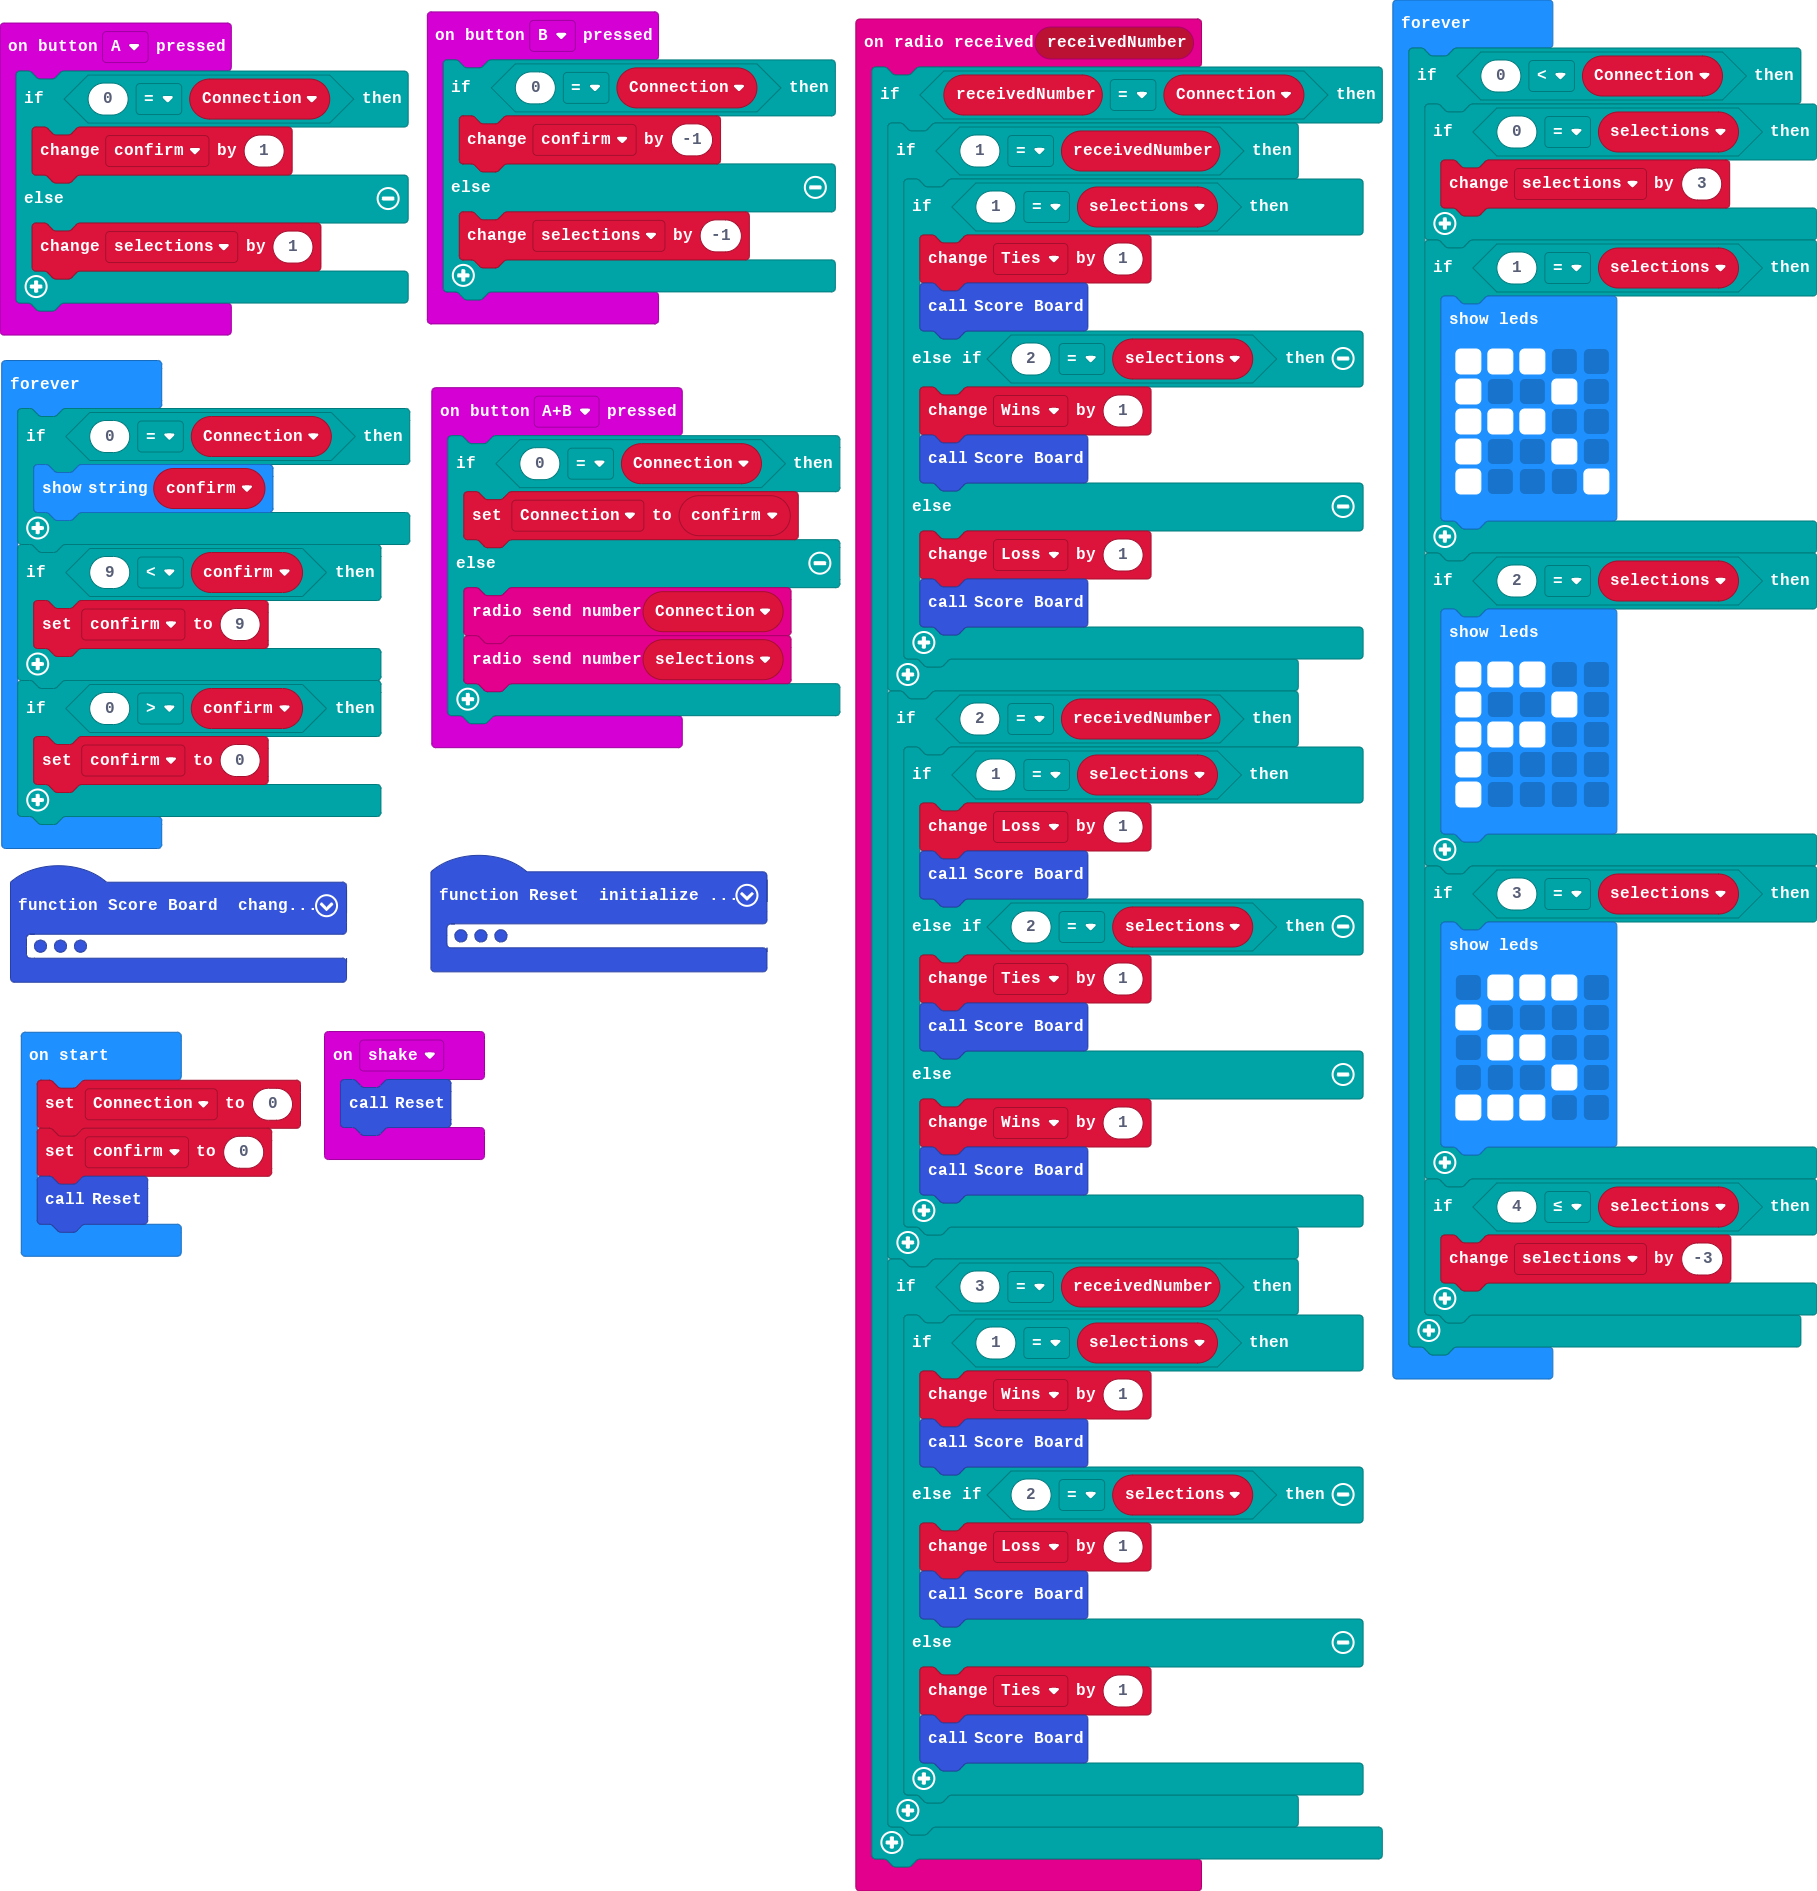 on button A pressed
if 0 = Connection then
change confirm by 1
else
change selections by 1
on button B pressed
if 0 = Connection then
change confirm by -1
else
change selections by -1
forever
if 0 = Connection then
show string confirm
if 9 < confirm then
set confirm to 9
if 0 > confirm then
set confirm to 0
on button A+B pressed
if 0 = Connection then
set Connection to confirm
else
radio send number Connection
radio send number selections
function Score Board chang...
function Reset initialize ...
on start
set Connection to 0
set confirm to 0
call Reset
on shake
call Reset
on radio received receivedNumber
if receivedNumber = Connection then
if 1 = receivedNumber then
if 1 = selections then
change Ties by 1
call Score Board
else if 2 = selections then
change Wins by 1
call Score Board
else
change Loss by 1
call Score Board
if 2 = receivedNumber then
if 1 = selections then
change Loss by 1
call Score Board
else if 2 = selections then
change Ties by 1
call Score Board
else
change Wins by 1
call Score Board
if 3 = receivedNumber then
if 1 = selections then
change Wins by 1
call Score Board
else if 2 = selections then
change Loss by 1
call Score Board
else
change Ties by 1
call Score Board
forever
if 0 < Connection then
if 0 = selections then
change selections by 3
if 1 = selections then
show leds
if 2 = selections then
show leds
if 3 = selections then
show leds
if 4 ≤ selections then
change selections by -3